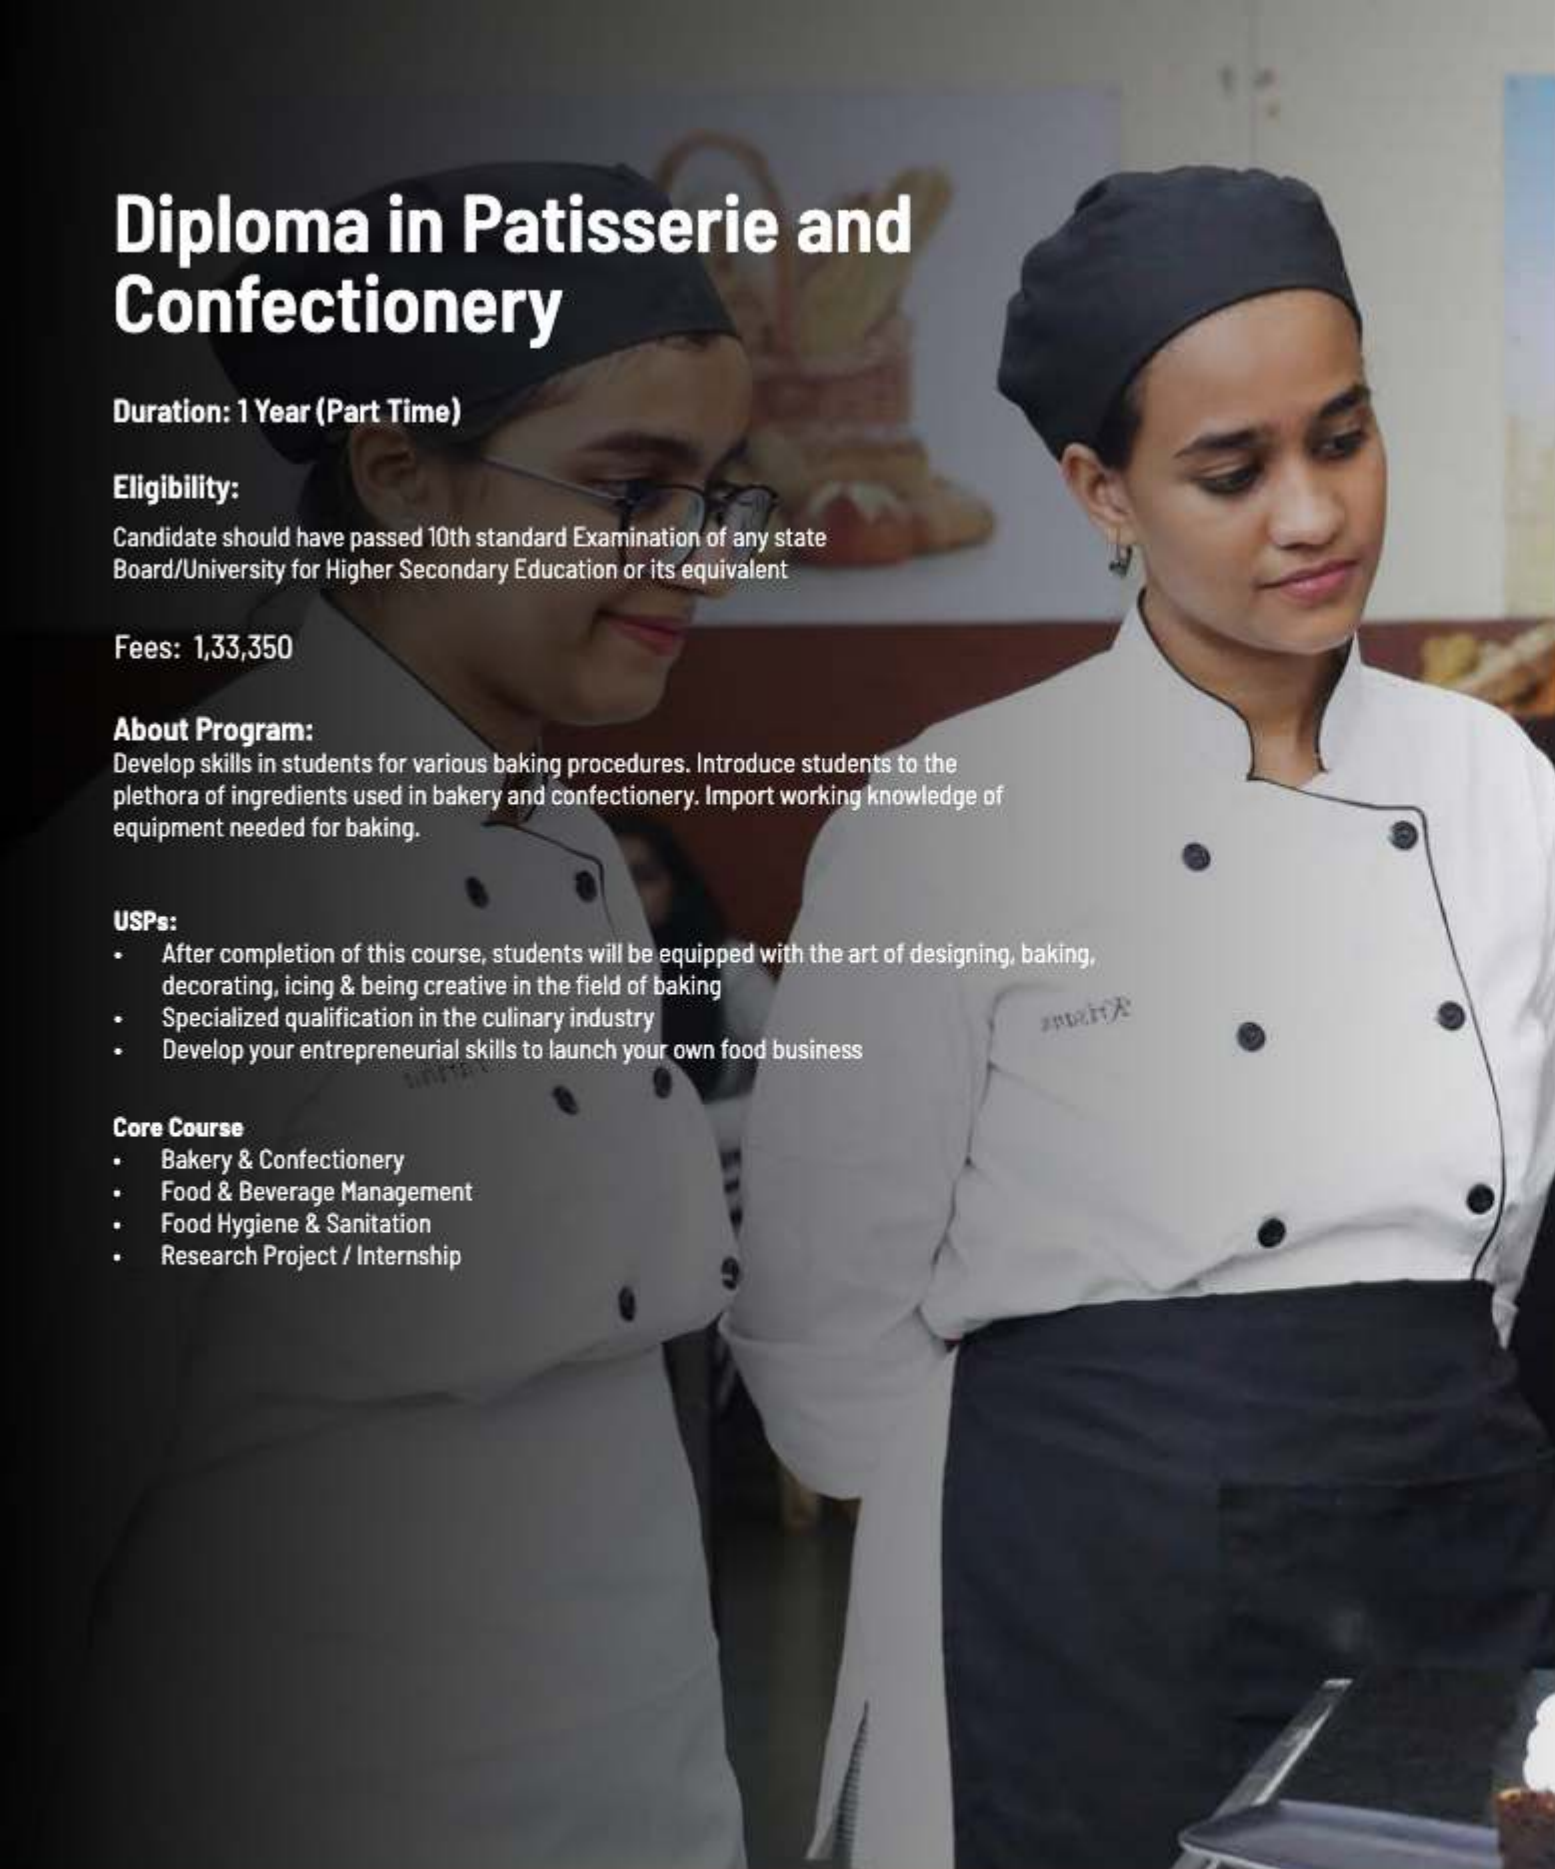 Diploma in Patisserie and
Confectionery
Duration: 1 Year (Part Time)
Eligibility:
Candidate should have passed 10th standard Examination of any state
Board/University for Higher Secondary Education or its equivalent
Fees: 1,33,350
About Program:
Develop skills in students for various baking procedures. Introduce students to the
plethora of ingredients used in bakery and confectionery. Import working knowledge of
equipment needed for baking.
USPs:
• After completion of this course, students will be equipped with the art of designing, baking,
decorating, icing & being creative in the field of baking
• Specialized qualification in the culinary industry
• Develop your entrepreneurial skills to launch your own food business
Core Course
• Bakery & Confectionery
• Food & Beverage Management
• Food Hygiene & Sanitation
• Research Project / Internship